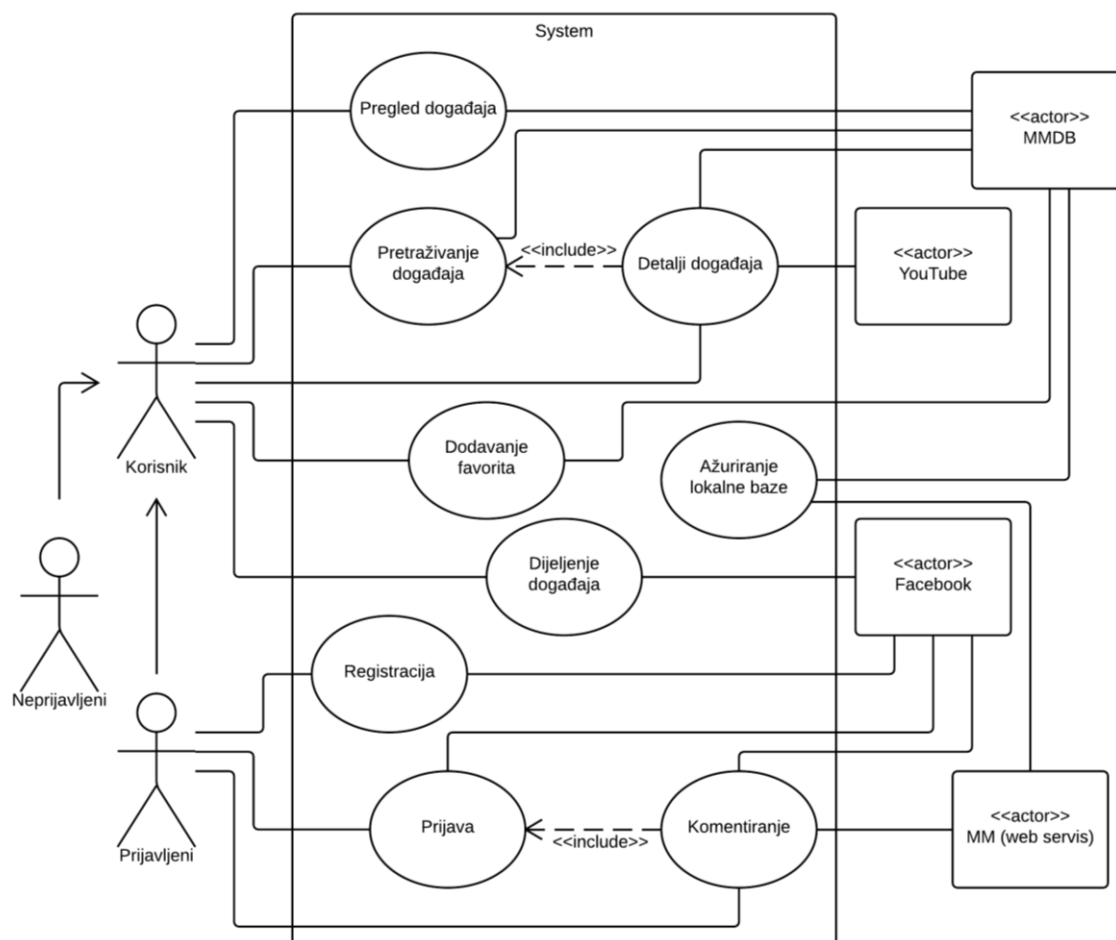 System
Pregled događaja
<<actor>>
MMDB
Pretraživanje
događaja
<<include>>
Detalji događaja
<<actor>>
YouTube
Korisnik
Dodavanje
favorita
Ažuriranje
lokalne baze
Dijeljenje
događaja
<<actor>>
Facebook
Neprijavljeni
Registracija
Prijavljeni
Prijava
<<include>>
Komentiranje
<<actor>>
MM (web servis)